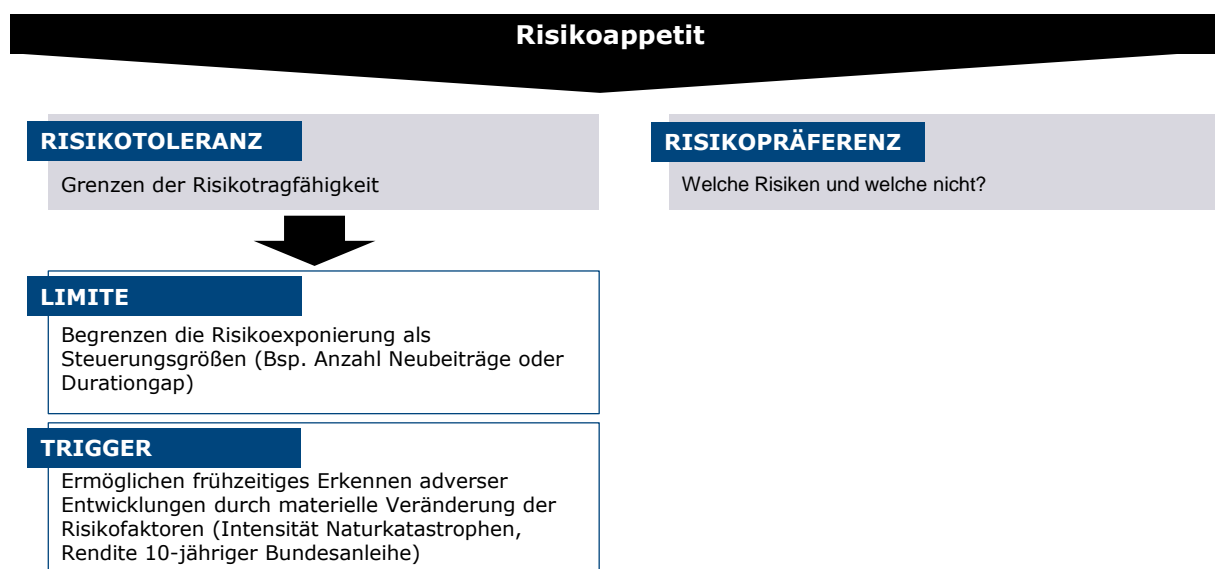 Risikoappetit
RISIKOTOLERANZ
Grenzen der Risikotragfähigkeit
RISIKOPRÄFERENZ
Welche Risiken und welche nicht?
LIMITE
Begrenzen die Risikoexponierung als
Steuerungsgrößen (Bsp. Anzahl Neubeiträge oder
Durationgap)
TRIGGER
Ermöglichen frühzeitiges Erkennen adverser
Entwicklungen durch materielle Veränderung der
Risikofaktoren (Intensität Naturkatastrophen,
Rendite 10-jähriger Bundesanleihe)